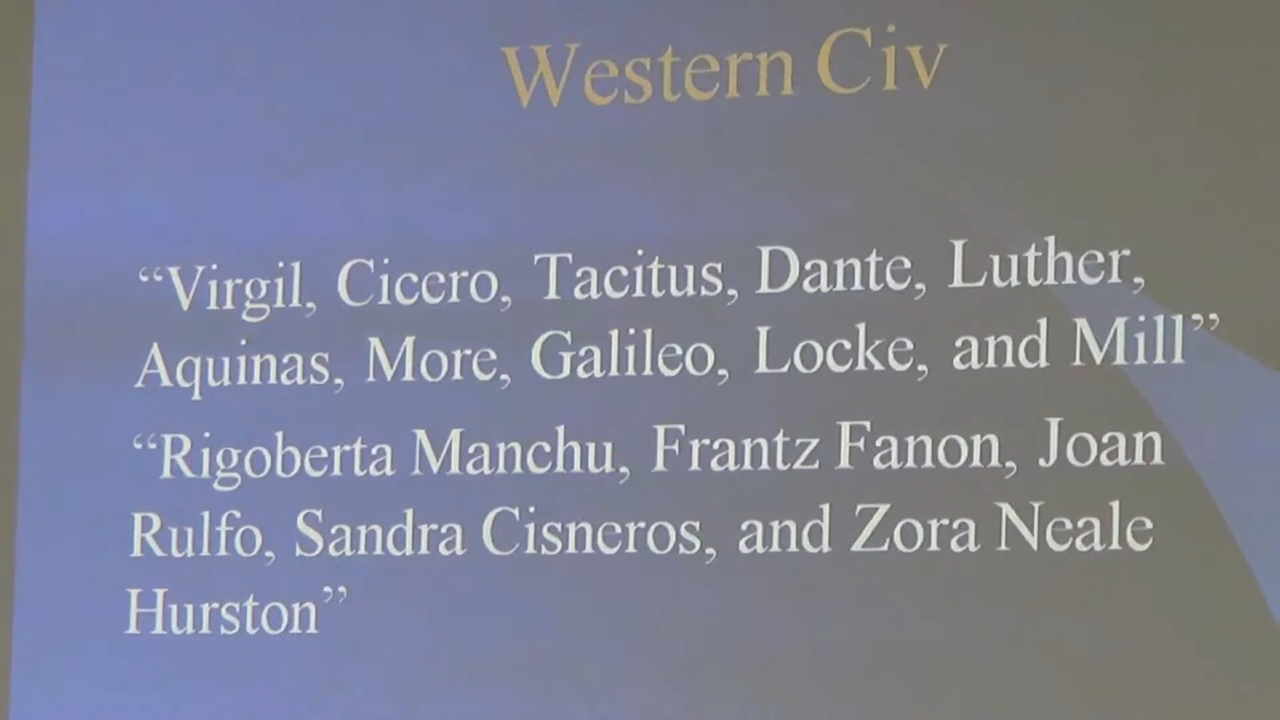 Western Civ
“Virgil, Cicero, Tacitus, Dante, Luther,
Aquinas, More, Galileo, Locke, and Mill”
“Rigoberta Manchu, Frantz Fanon, Joan
Rulfo, Sandra Cisneros, and Zora Neale
Hurston”